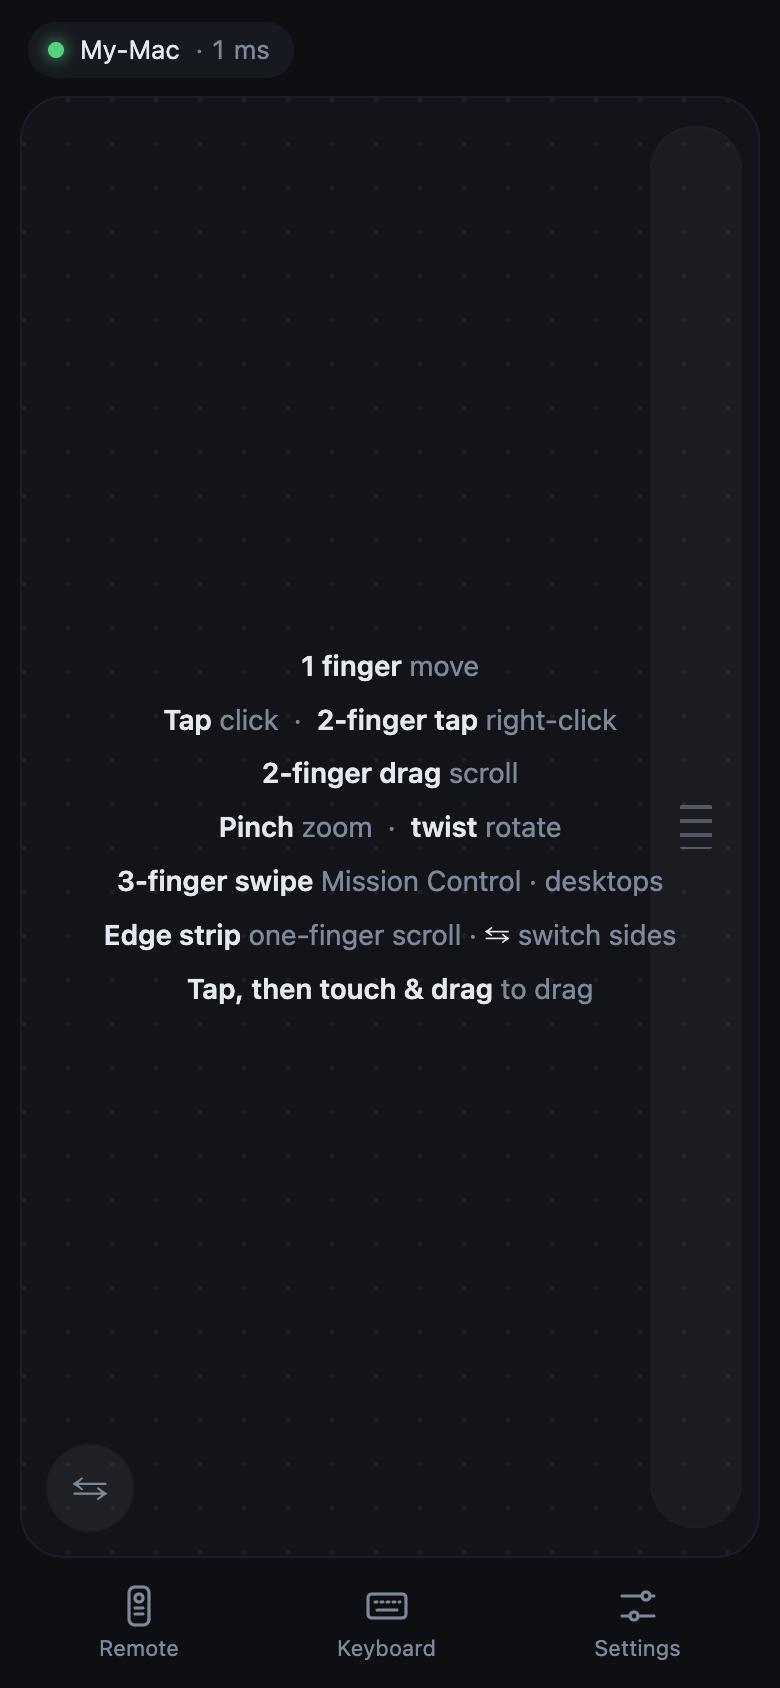 My-Mac · 1 ms
1 finger move
Tap click · 2-finger tap right-click
2-finger drag scroll
Pinch zoom · twist rotate
3-finger swipe Mission Control · desktops
Edge strip one-finger scroll · ⇆ switch sides
Tap, then touch & drag to drag
Remote
Keyboard
Settings